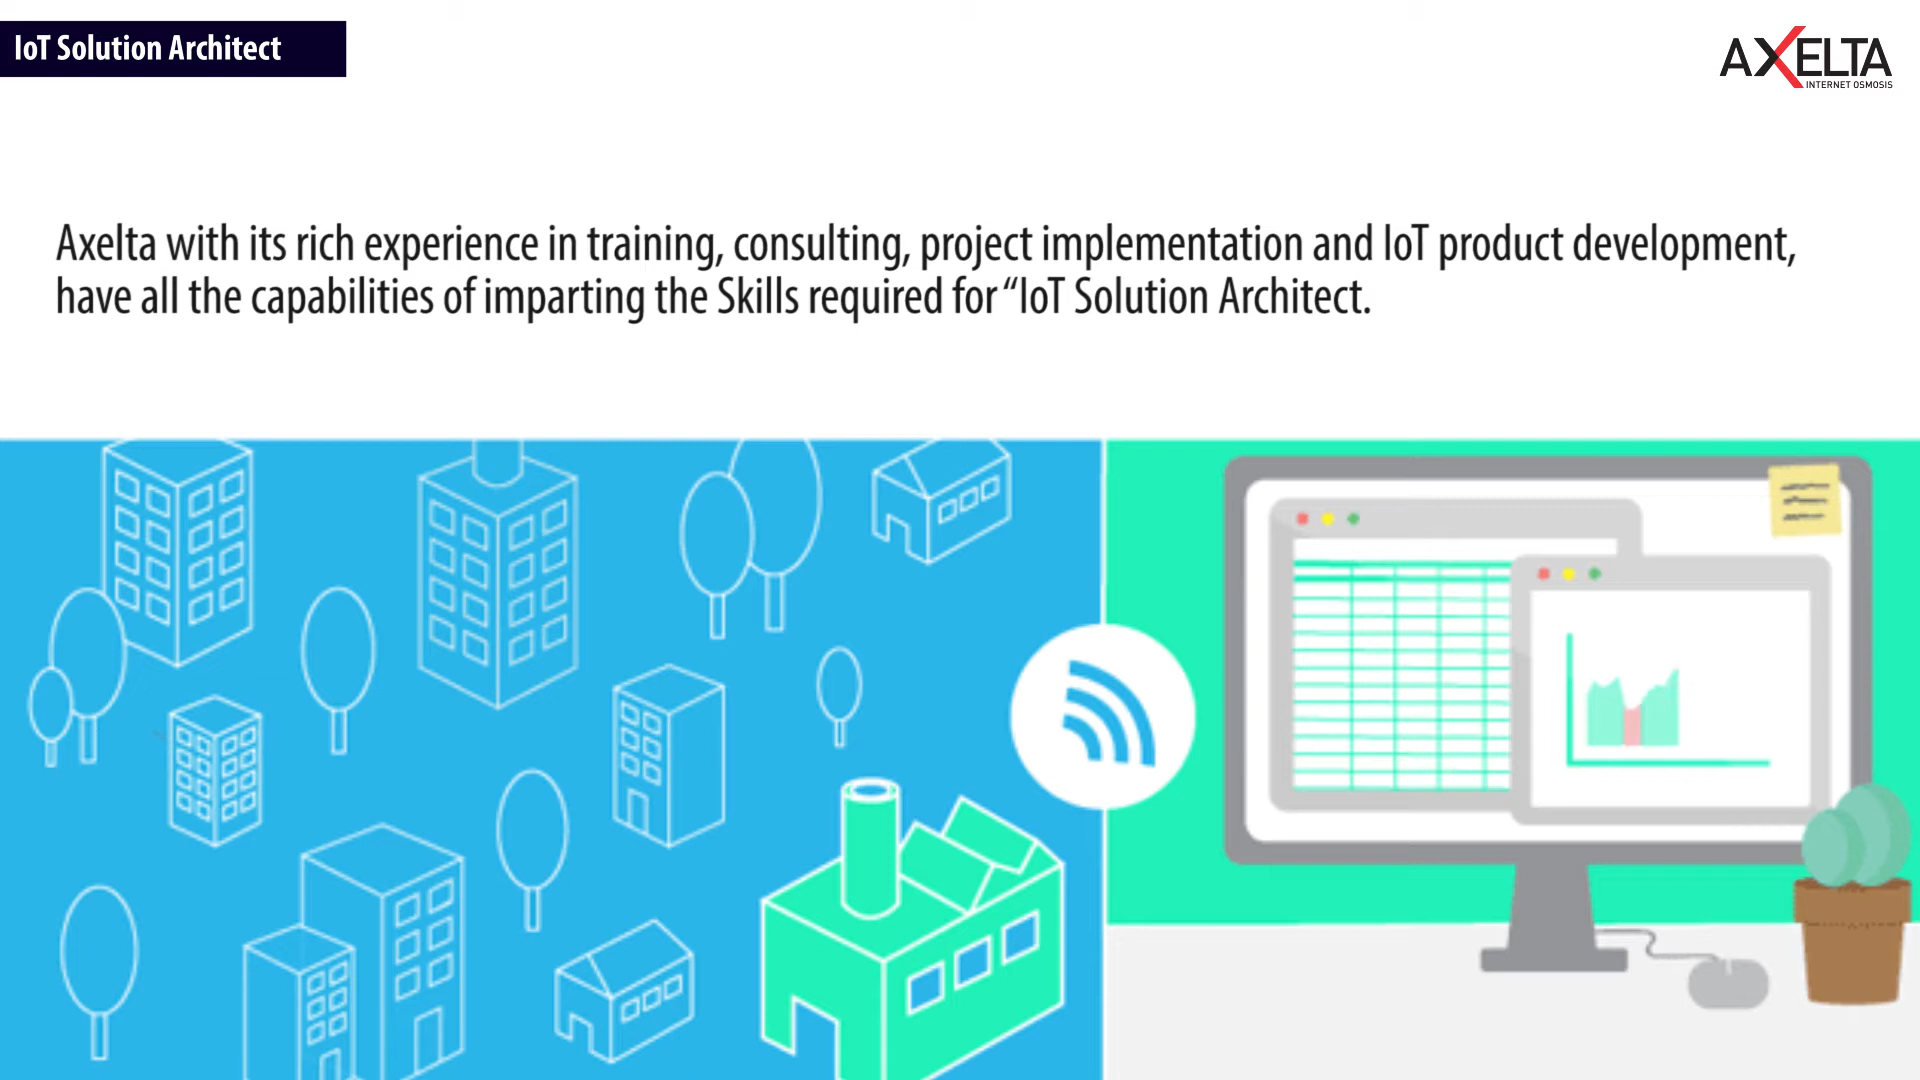 IoT Solution Architect
AXELTA
INTERNET OSMOSIS
Axelta with its rich experience in training, consulting, project implementation and IoT product development,
have all the capabilities of imparting the Skills required for “IoT Solution Architect.